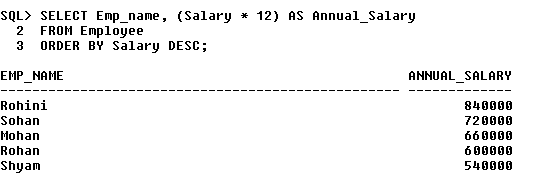 SQL> SELECT Emp_name, (Salary * 12) AS Annual_Salary
2 FROM Employee
3 ORDER BY Salary DESC;
EMP_NAME ANNUAL_SALARY
-------------------------------------------------- -------------
Rohini 840000
Sohan 720000
Mohan 660000
Rohan 600000
Shyam 540000